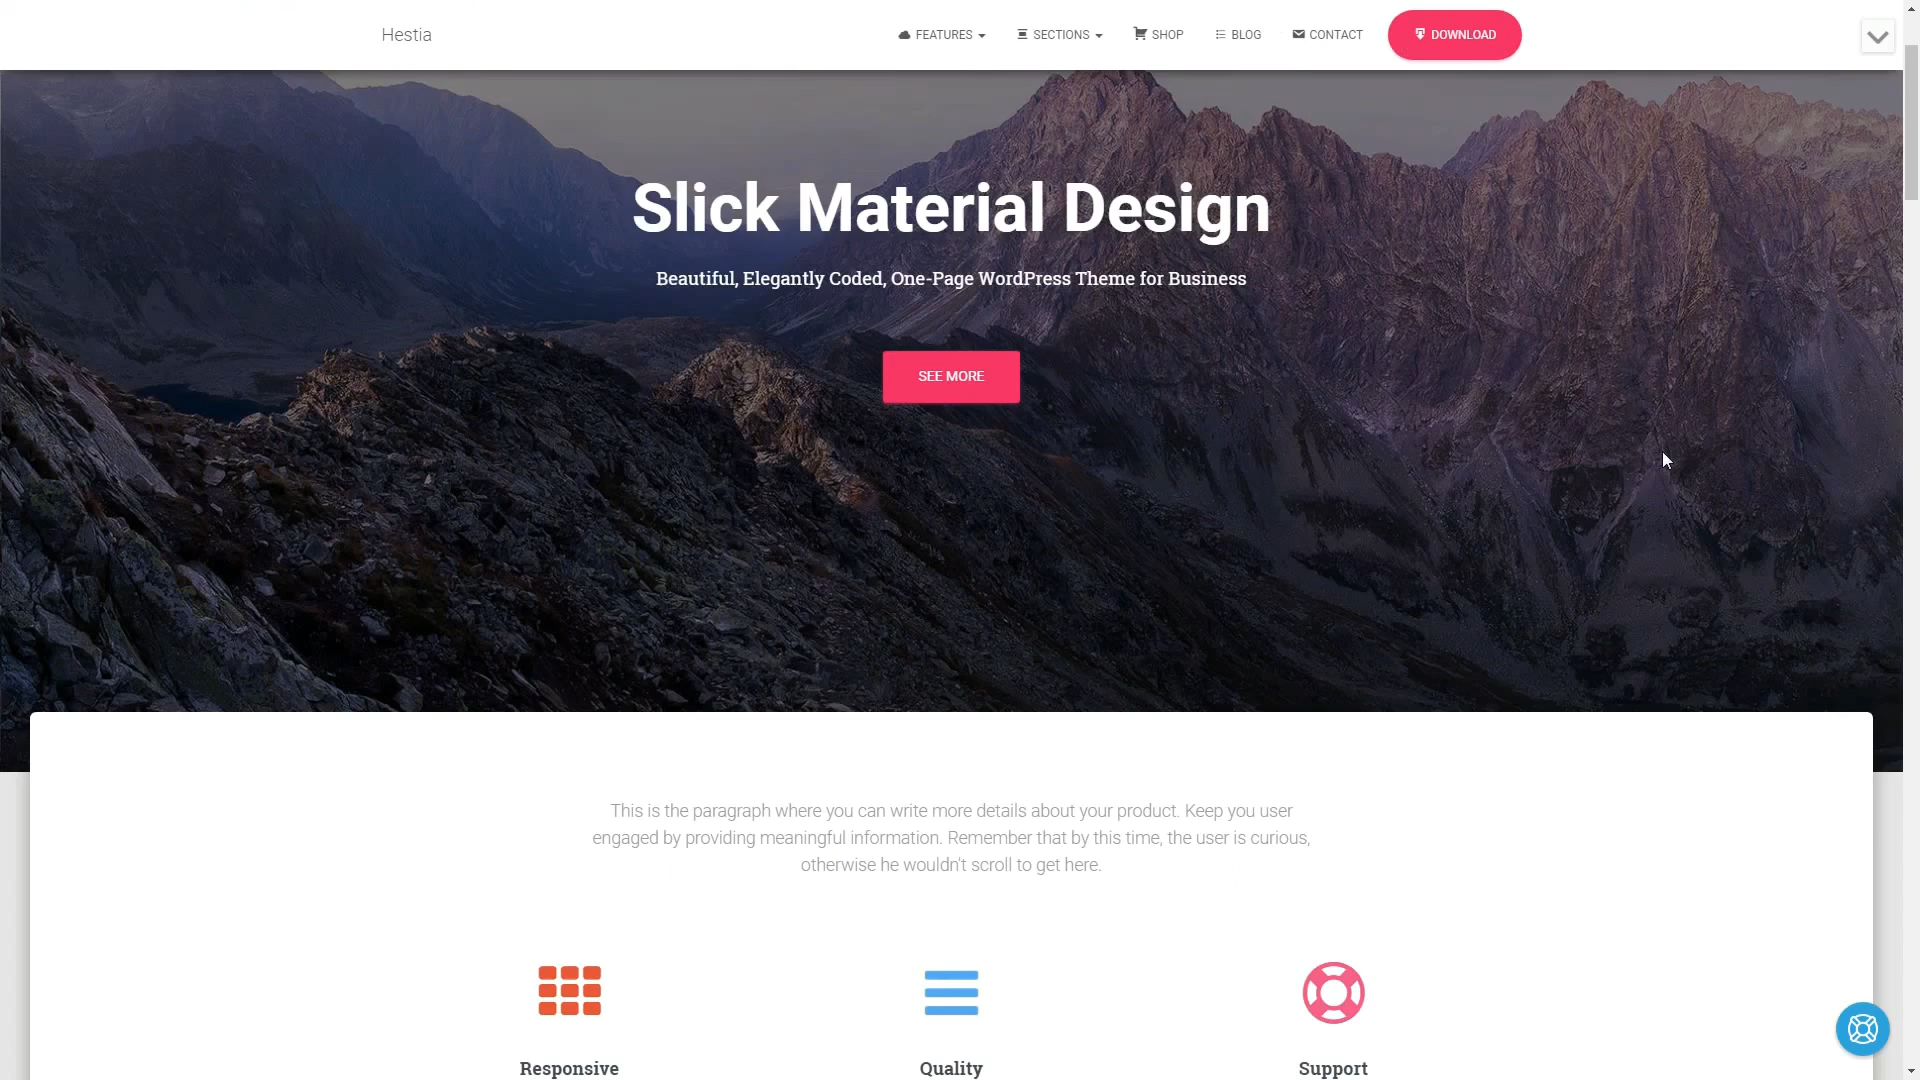 Hestia
FEATURES
SECTIONS
SHOP
BLOG
CONTACT
DOWNLOAD
Slick Material Design
Beautiful, Elegantly Coded, One-Page WordPress Theme for Business
SEE MORE
This is the paragraph where you can write more details about your product. Keep you user
engaged by providing meaningful information. Remember that by this time, the user is curious,
otherwise he wouldn't scroll to get here.
Responsive
Quality
Support